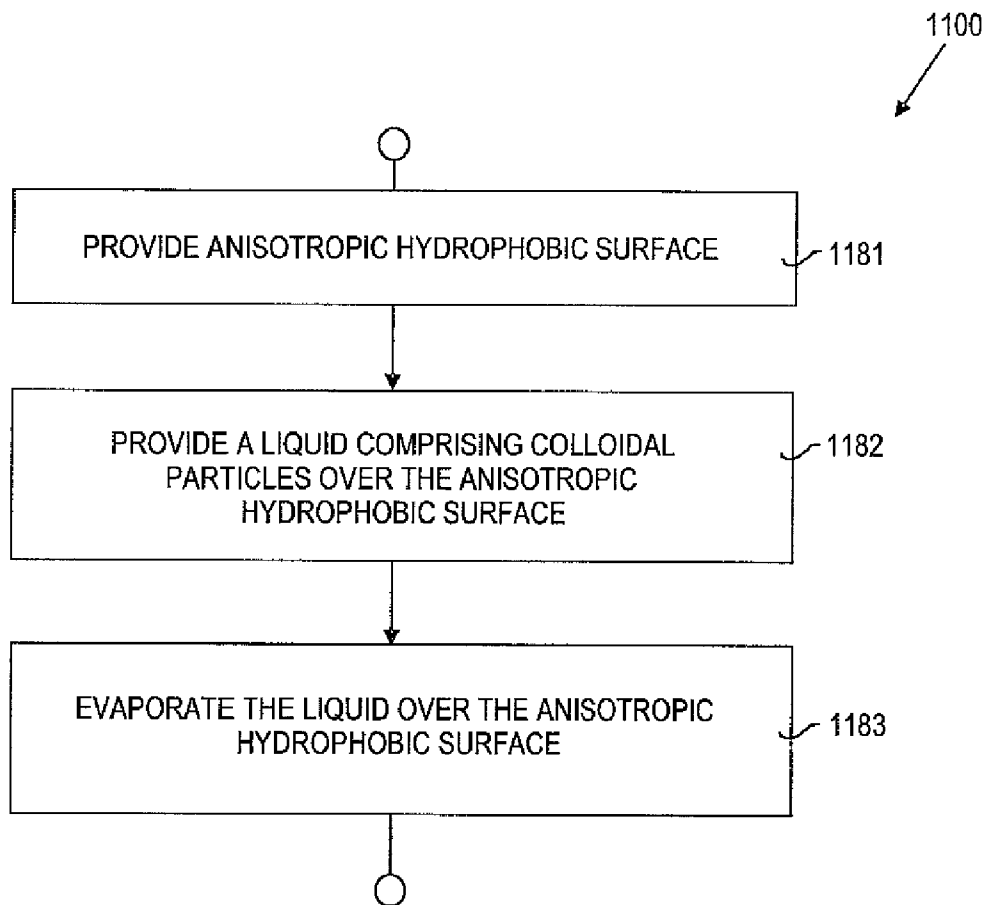 1100
PROVIDE ANISOTROPIC HYDROPHOBIC SURFACE
1181
PROVIDE A LIQUID COMPRISING COLLOIDAL
PARTICLES OVER THE ANISOTROPIC
HYDROPHOBIC SURFACE
1182
EVAPORATE THE LIQUID OVER THE ANISOTROPIC
HYDROPHOBIC SURFACE
1183